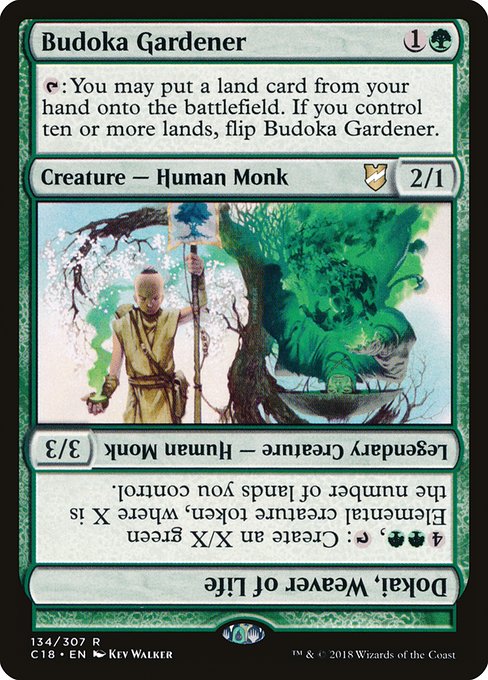 Budoka Gardener 1
:You may put a land card from your
hand onto the battlefield. If you control
ten or more lands, flip Budoka Gardener.
Creature — Human Monk
2/1
Legendary Creature — Human Monk
3/3
4, : Create an X/X green
Elemental creature token, where X is
the number of lands you control.
Dokai, Weaver of Life
134/307 R
C18 • EN Kev Walker
™ & © 2018 Wizards of the Coast